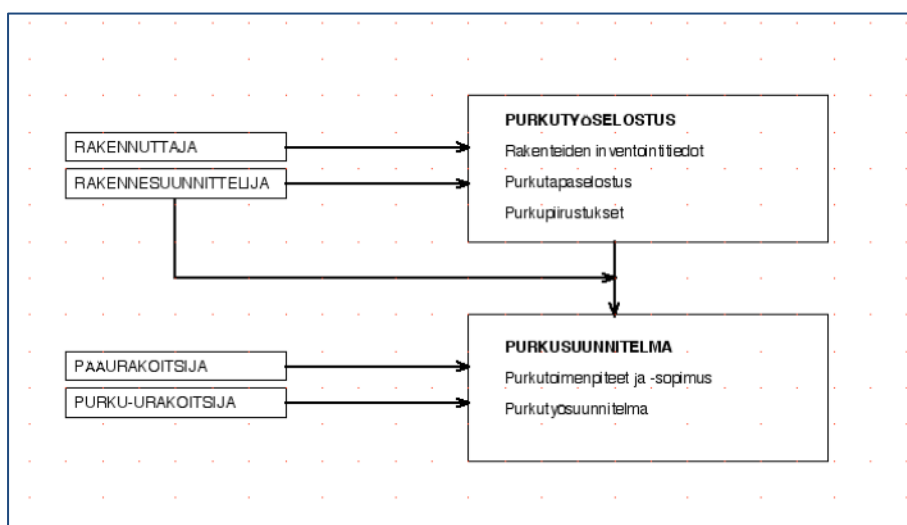 RAKENNUTTAJA
RAKENNESUUNNITTELIJA
PURKUTYÖSELOSTUS
Rakenteiden inventointitiedot
Purkutapaselostus
Purkupiirustukset
PÄÄURAKOITSIJA
PURKU-URAKOITSIJA
PURKUSUUNNITELMA
Purkutoimenpiteet ja -sopimus
Purkutyösuunnitelma